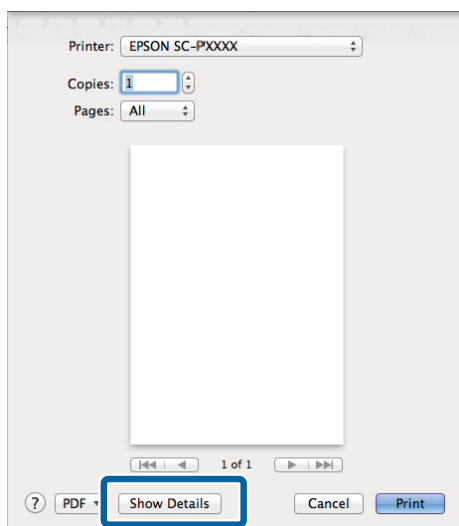 Printer: EPSON SC-PXXXX
Copies: 1
Pages: All
1 of 1
? PDF Show Details Cancel Print